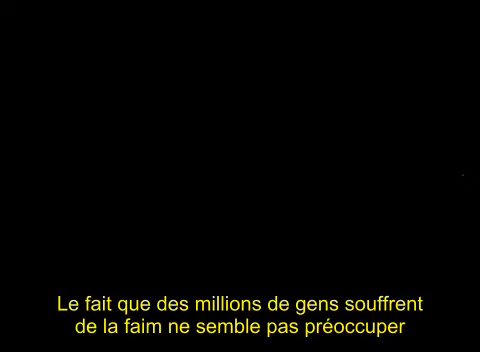 Le fait que des millions de gens souffrent
de la faim ne semble pas préoccuper